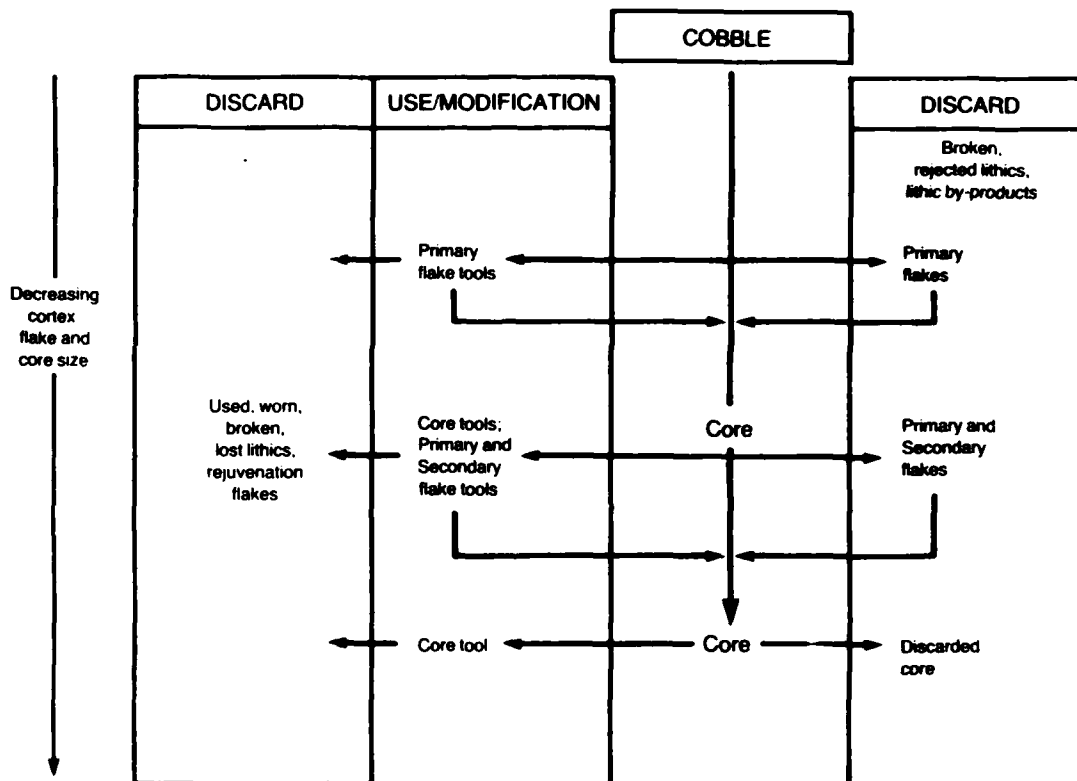 COBBLE
DISCARD
USE/MODIFICATION
DISCARD
Broken,
rejected lithics,
lithic by-products
Primary
flake tools
Primary
flakes
Decreasing
cortex
flake and
core size
Used, worn,
broken,
lost lithics,
rejuvenation
flakes
Core tools;
Primary and
Secondary
flake tools
Core
Primary and
Secondary
flakes
Core tool
Core
Discarded
core